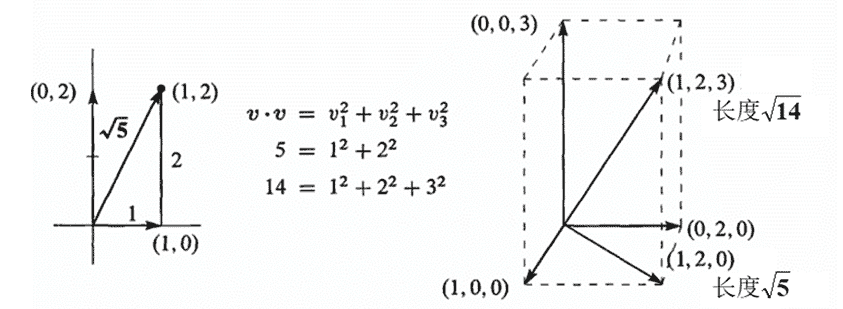 (0, 2)
(1, 2)
√5
2
1
(1, 0)
v·v = v₁² + v₂² + v₃²
5 = 1² + 2²
14 = 1² + 2² + 3²
(0, 0, 3)
(1, 2, 3)
长度√14
(0, 2, 0)
(1, 2, 0)
(1, 0, 0)
长度√5